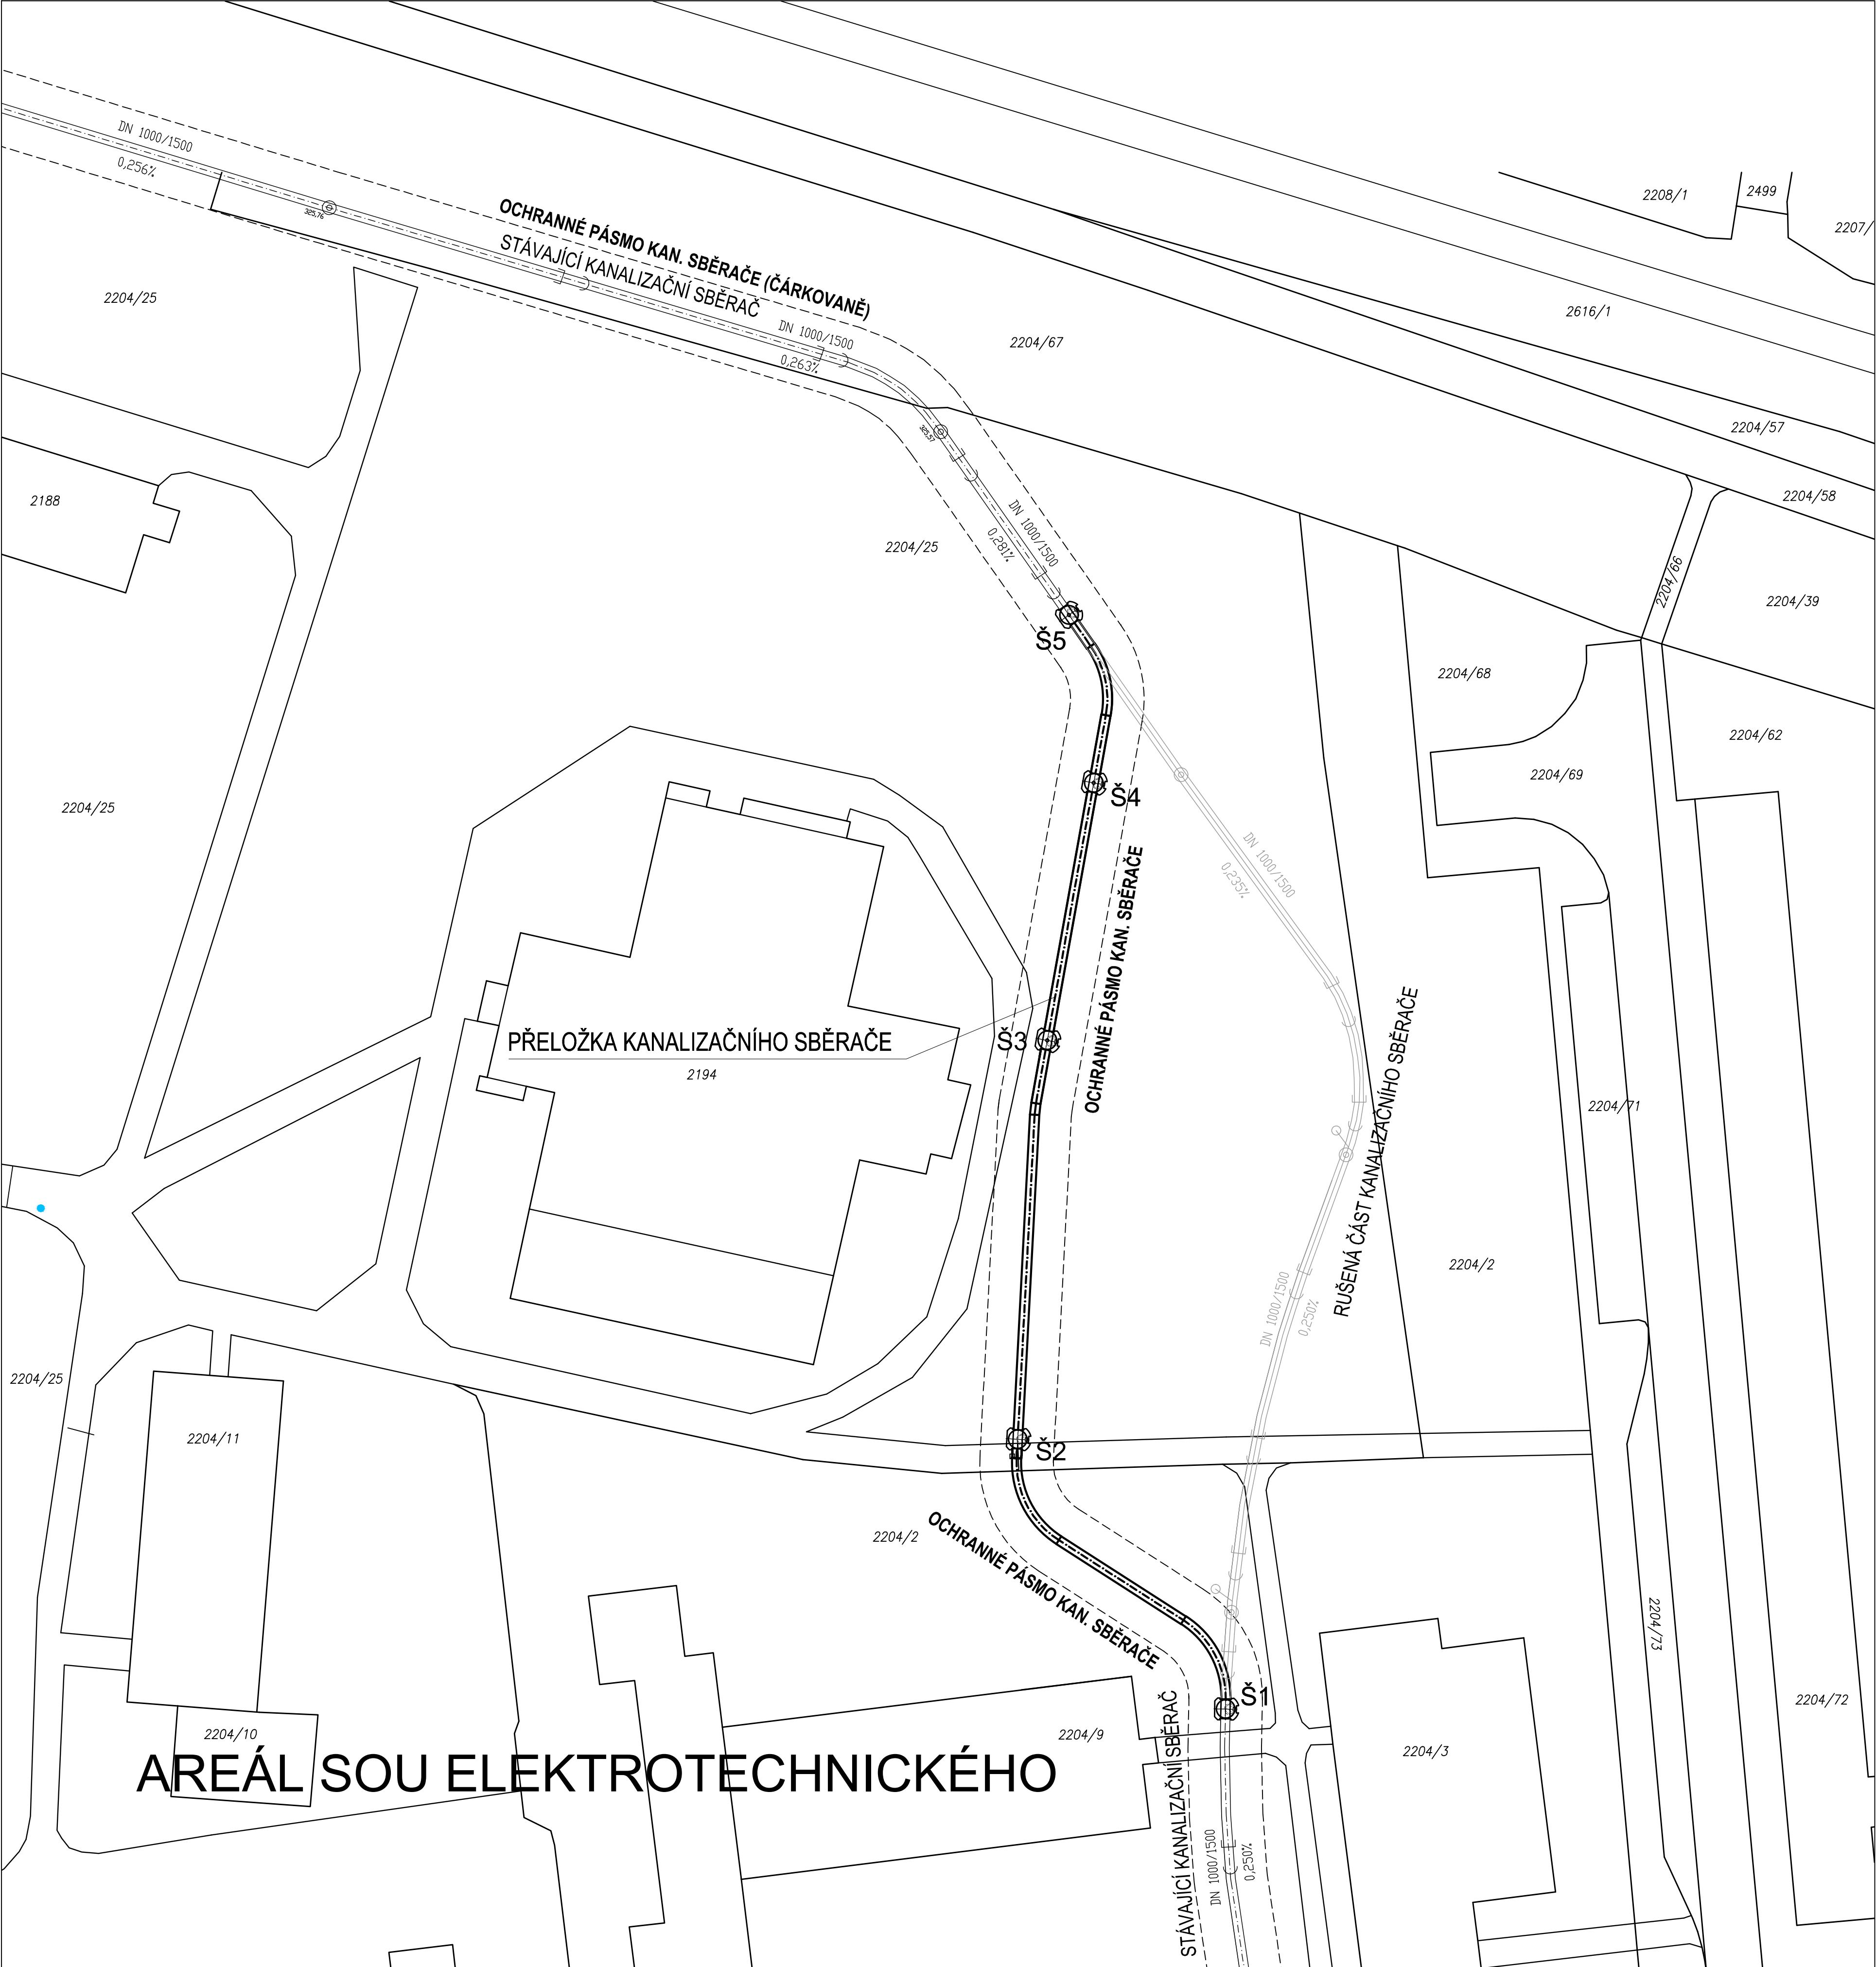 DN 1000/1500
0,256%
325,76
OCHRANNÉ PÁSMO KAN. SBĚRAČE (ČÁRKOVANĚ)
STÁVAJÍCÍ KANALIZAČNÍ SBĚRAČ
DN 1000/1500
0,263%
2208/1
2499
2207/
2204/25
2616/1
2204/67
2204/57
325,57
2204/58
2188
DN 1000/1500
0,281%
2204/25
2204/66
2204/39
Š5
2204/68
2204/62
2204/69
Š4
2204/25
DN 1000/1500
0,235%
OCHRANNÉ PÁSMO KAN. SBĚRAČE
PŘELOŽKA KANALIZAČNÍHO SBĚRAČE
Š3
2194
2204/71
RUŠENÁ ČÁST KANALIZAČNÍHO SBĚRAČE
2204/2
DN 1000/1500
0,250%
2204/25
2204/11
Š2
2204/2
OCHRANNÉ PÁSMO KAN. SBĚRAČE
2204/73
Š1
2204/72
2204/10
2204/9
2204/3
AREÁL SOU ELEKTROTECHNICKÉHO
STÁVAJÍCÍ KANALIZAČNÍ SBĚRAČ
DN 1000/1500
0,250%